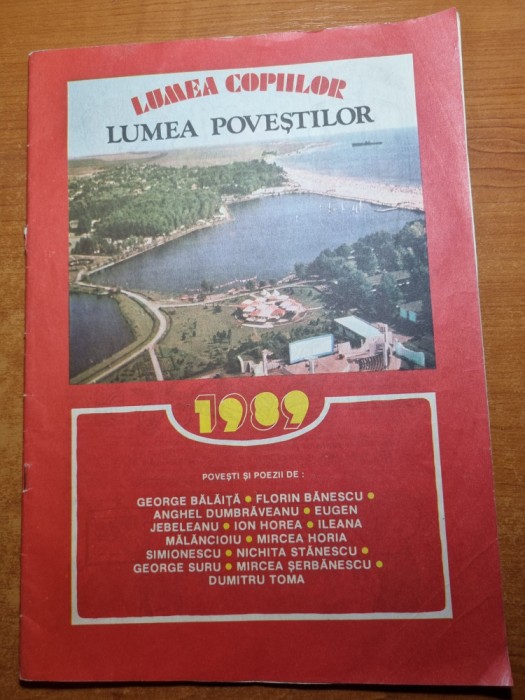 LUMEA COPIILOR
LUMEA POVEȘTILOR
1989
POVEȘTI ȘI POEZII DE :
GEORGE BĂLĂIȚĂ • FLORIN BĂNESCU •
ANGHEL DUMBRĂVEANU • EUGEN
JEBELEANU • ION HOREA • ILEANA
MĂLĂNCIOIU • MIRCEA HORIA
SIMIONESCU • NICHITA STĂNESCU •
GEORGE SURU • MIRCEA ȘERBĂNESCU •
DUMITRU TOMA